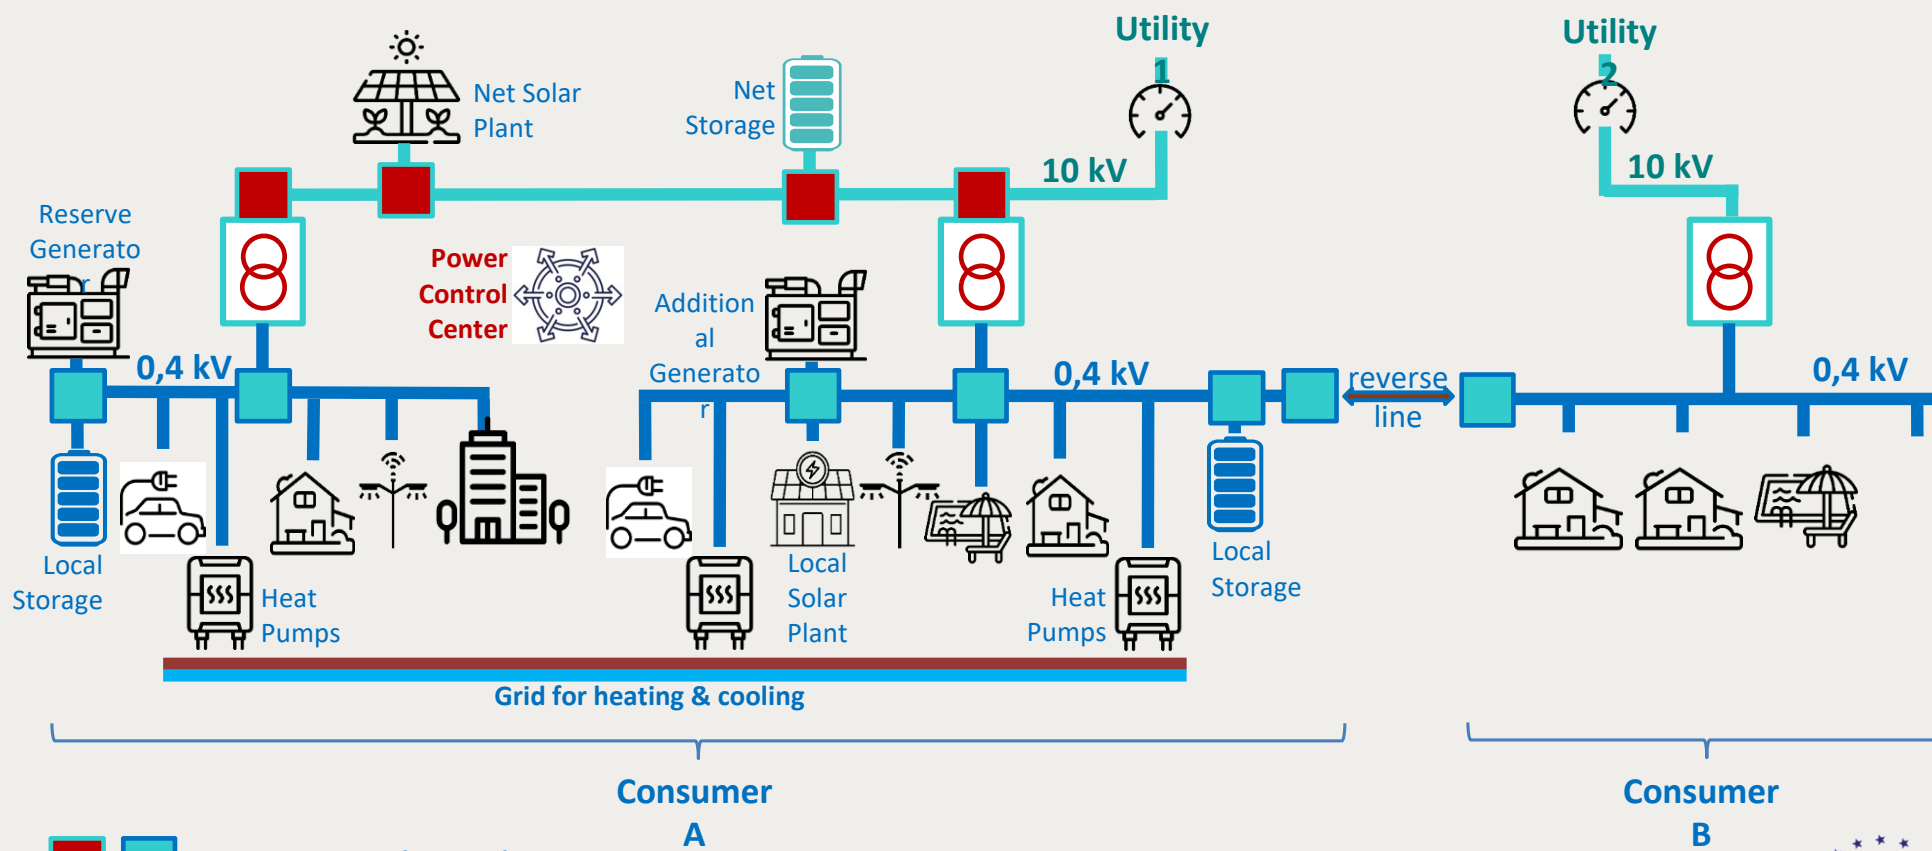 Utility
1
Utility
2
Net Solar
Plant
Net
Storage
10 kV
10 kV
Reserve
Generato
r
Power
Control
Center
Addition
al
Generato
r
0,4 kV
0,4 kV
reverse
line
0,4 kV
Local
Storage
Heat
Pumps
Local
Solar
Plant
Heat
Pumps
Local
Storage
Grid for heating & cooling
Consumer
A
Consumer
B